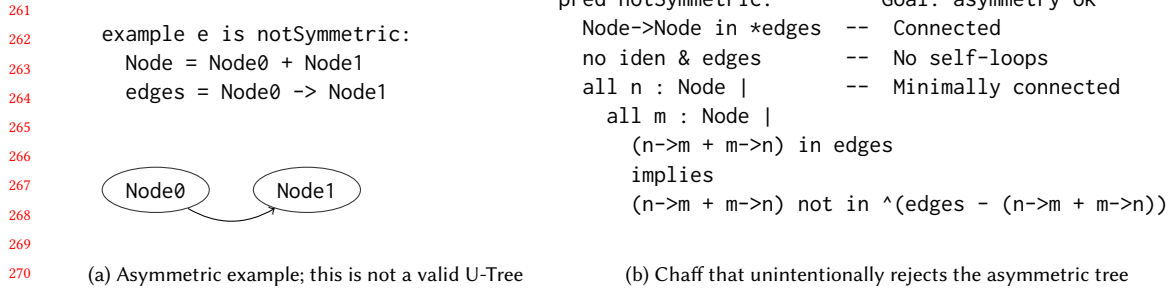 261
pred notSymmetric: Goal: asymmetry ok
262 example e is notSymmetric: Node->Node in *edges -- Connected
263 Node = Node0 + Node1 no iden & edges -- No self-loops
264 edges = Node0 -> Node1 all n : Node | -- Minimally connected
265 all m : Node |
266 (n->m + m->n) in edges
267 Node0 Node1 implies
268 (n->m + m->n) not in ^(edges - (n->m + m->n))
269
270 (a) Asymmetric example; this is not a valid U-Tree (b) Chaff that unintentionally rejects the asymmetric tree